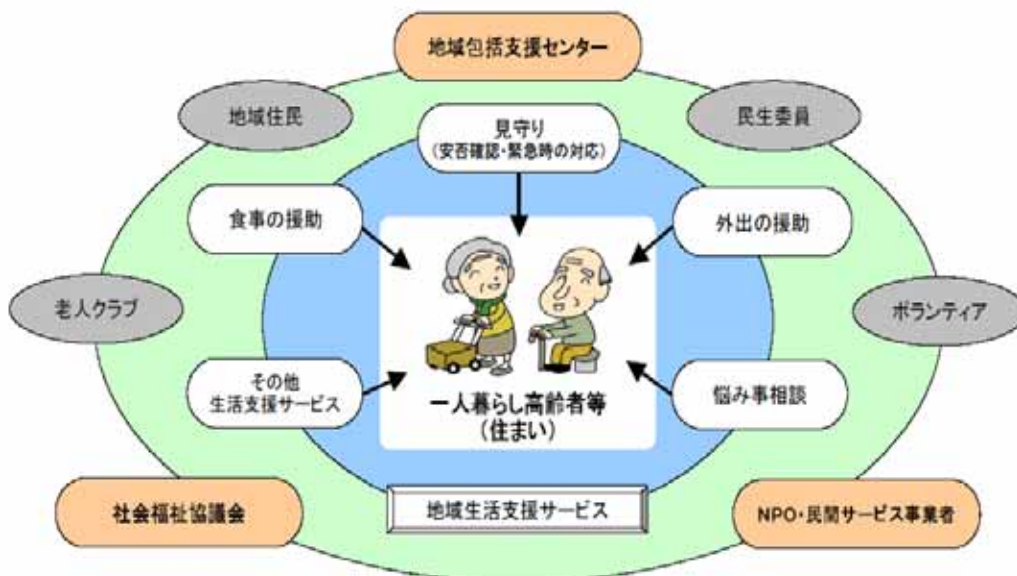 地域包括支援センター
地域住民
民生委員
見守り
(安否確認・緊急時の対応)
食事の援助
外出の援助
老人クラブ
ボランティア
その他
生活支援サービス
悩み事相談
一人暮らし高齢者等
(住まい)
社会福祉協議会
地域生活支援サービス
NPO・民間サービス事業者